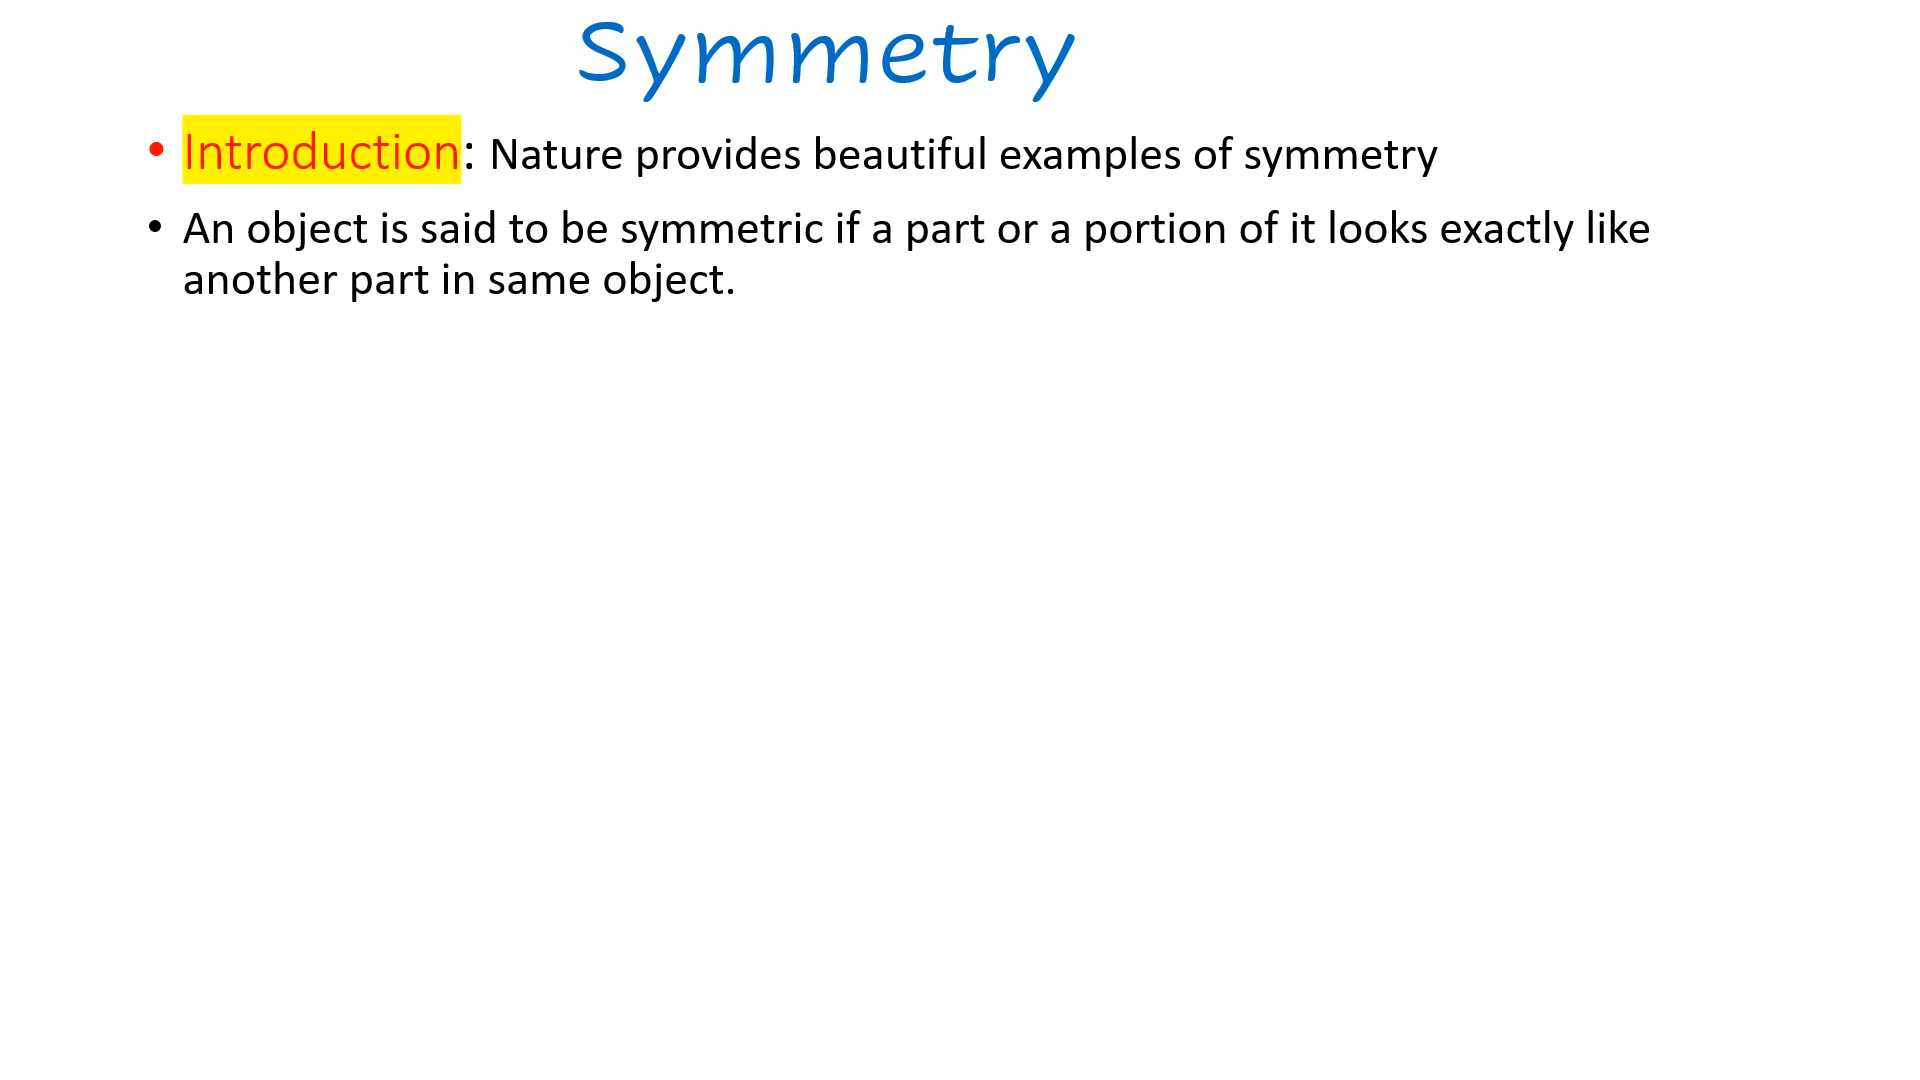 Symmetry
• Introduction: Nature provides beautiful examples of symmetry
• An object is said to be symmetric if a part or a portion of it looks exactly like
another part in same object.